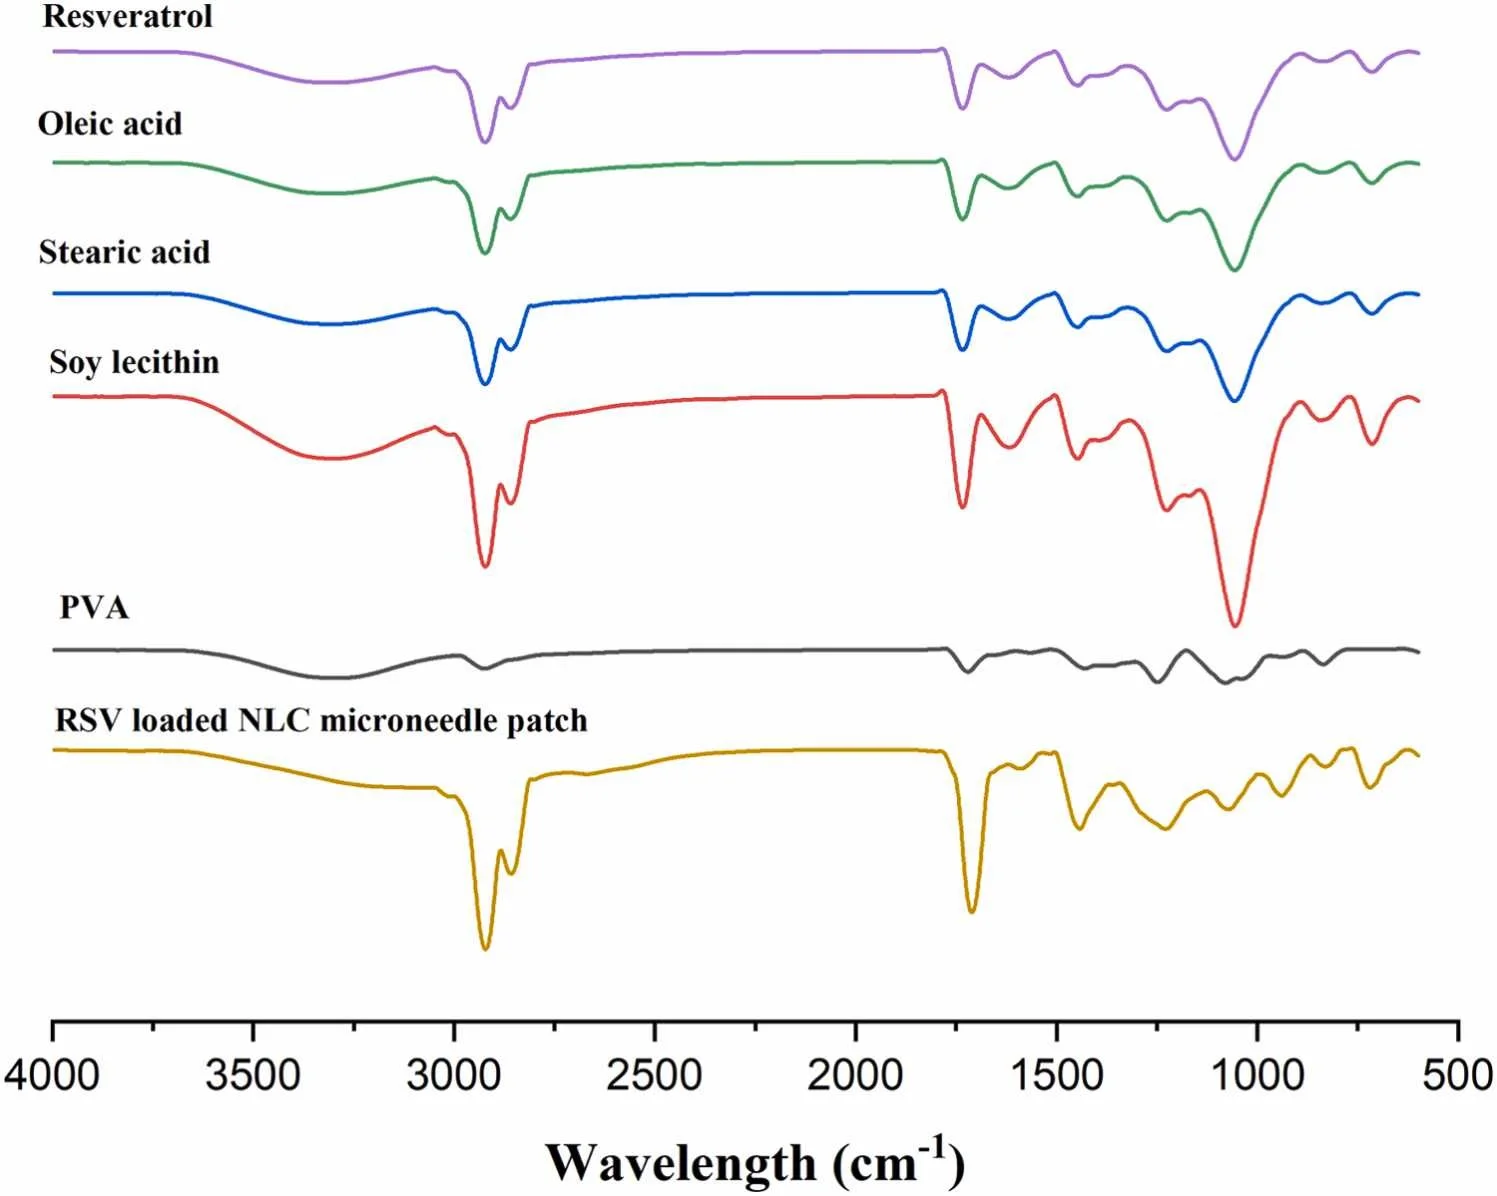 Resveratrol
Oleic acid
Stearic acid
Soy lecithin
PVA
RSV loaded NLC microneedle patch
4000 3500 3000 2500 2000 1500 1000 500
Wavelength (cm⁻¹)